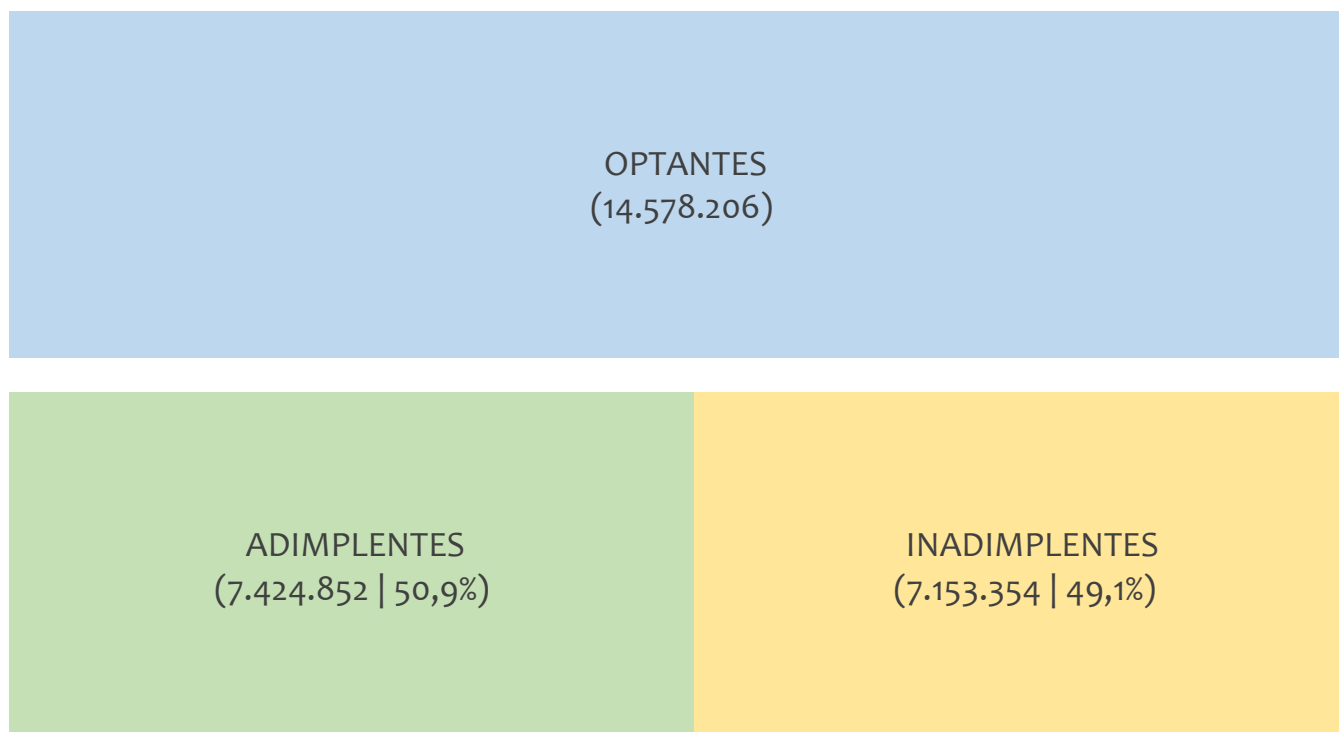 OPTANTES
(14.578.206)
ADIMPLENTES
(7.424.852 | 50,9%)
INADIMPLENTES
(7.153.354 | 49,1%)